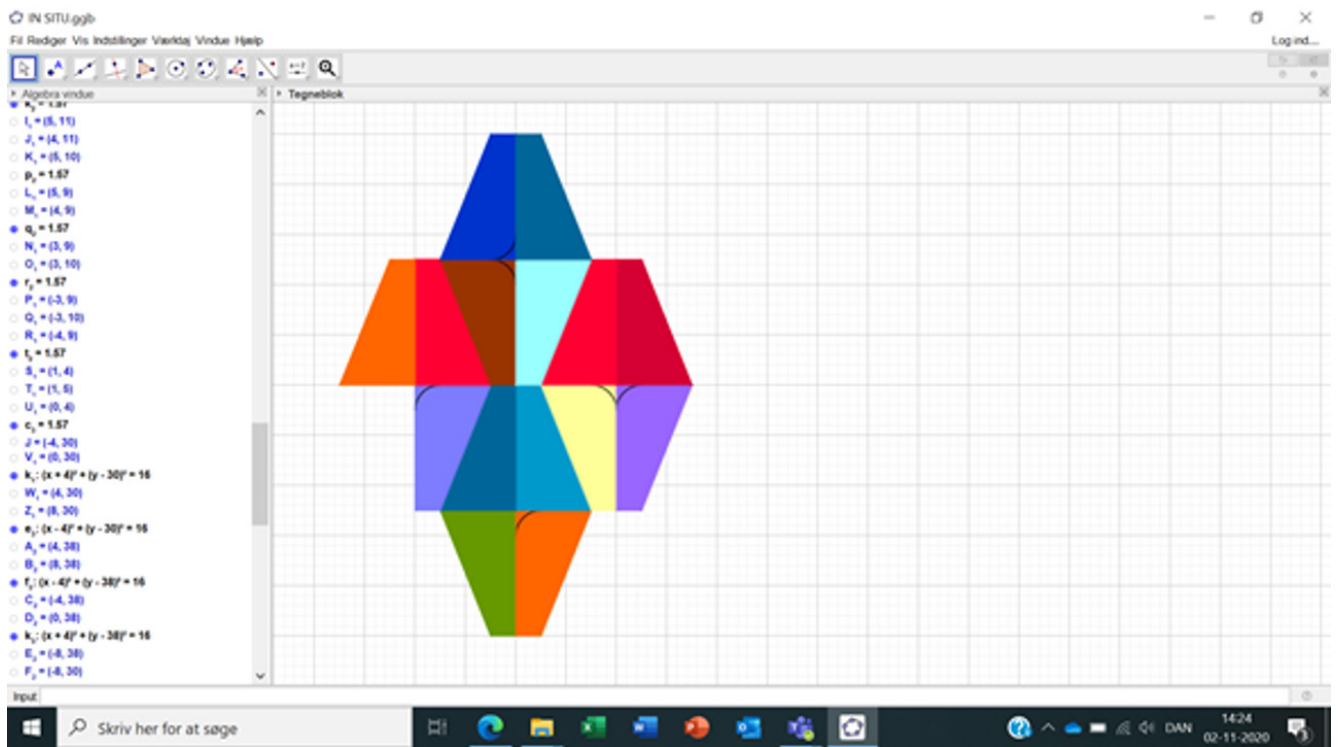 IN SITU.ggb
Fil Rediger Vis Indstillinger Værktøj Vindue Hjælp
Log ind...
Algebra vindue
Tegneblok
I₁ = (5, 11)
J₁ = (4, 11)
K₁ = (5, 10)
p₂ = 1.57
L₁ = (5, 9)
M₁ = (4, 9)
q₂ = 1.57
N₁ = (3, 9)
O₁ = (3, 10)
r₂ = 1.57
P₁ = (-3, 9)
Q₁ = (-3, 10)
R₁ = (-4, 9)
= 1.57
S₁ = (1, 4)
T₁ = (1, 5)
U₁ = (0, 4)
= 1.57
J = (-4, 30)
V₁ = (0, 30)
: (x + 4)² + (y - 30)² = 16
W₁ = (4, 30)
Z₁ = (8, 30)
: (x - 4)² + (y - 30)² = 16
A₂ = (4, 38)
B₂ = (8, 38)
: (x - 4)² + (y - 38)² = 16
C₂ = (-4, 38)
D₂ = (0, 38)
: (x + 4)² + (y - 38)² = 16
E₂ = (-8, 38)
F₂ = (-8, 30)
Input:
Skriv her for at søge
DAN
14:24
02-11-2020